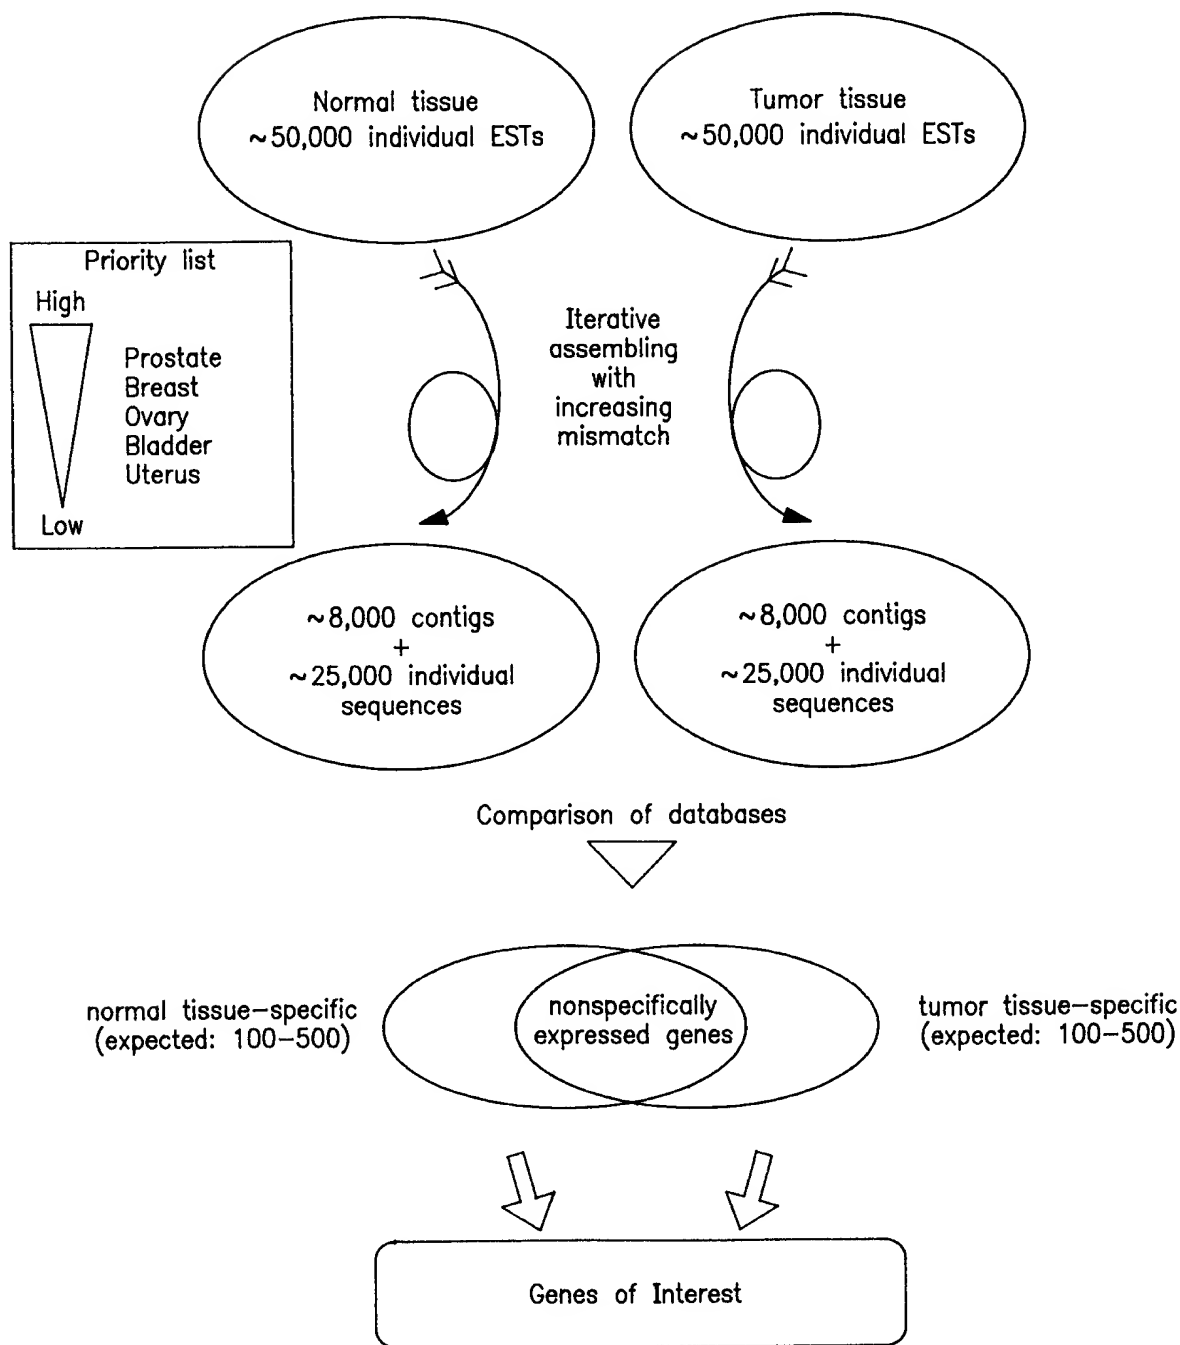 Normal tissue
~50,000 individual ESTs
Tumor tissue
~50,000 individual ESTs
Priority list
High
Prostate
Breast
Ovary
Bladder
Uterus
Low
Iterative
assembling
with
increasing
mismatch
~8,000 contigs
+
~25,000 individual
sequences
~8,000 contigs
+
~25,000 individual
sequences
Comparison of databases
normal tissue-specific
(expected: 100-500)
nonspecifically
expressed genes
tumor tissue-specific
(expected: 100-500)
Genes of Interest